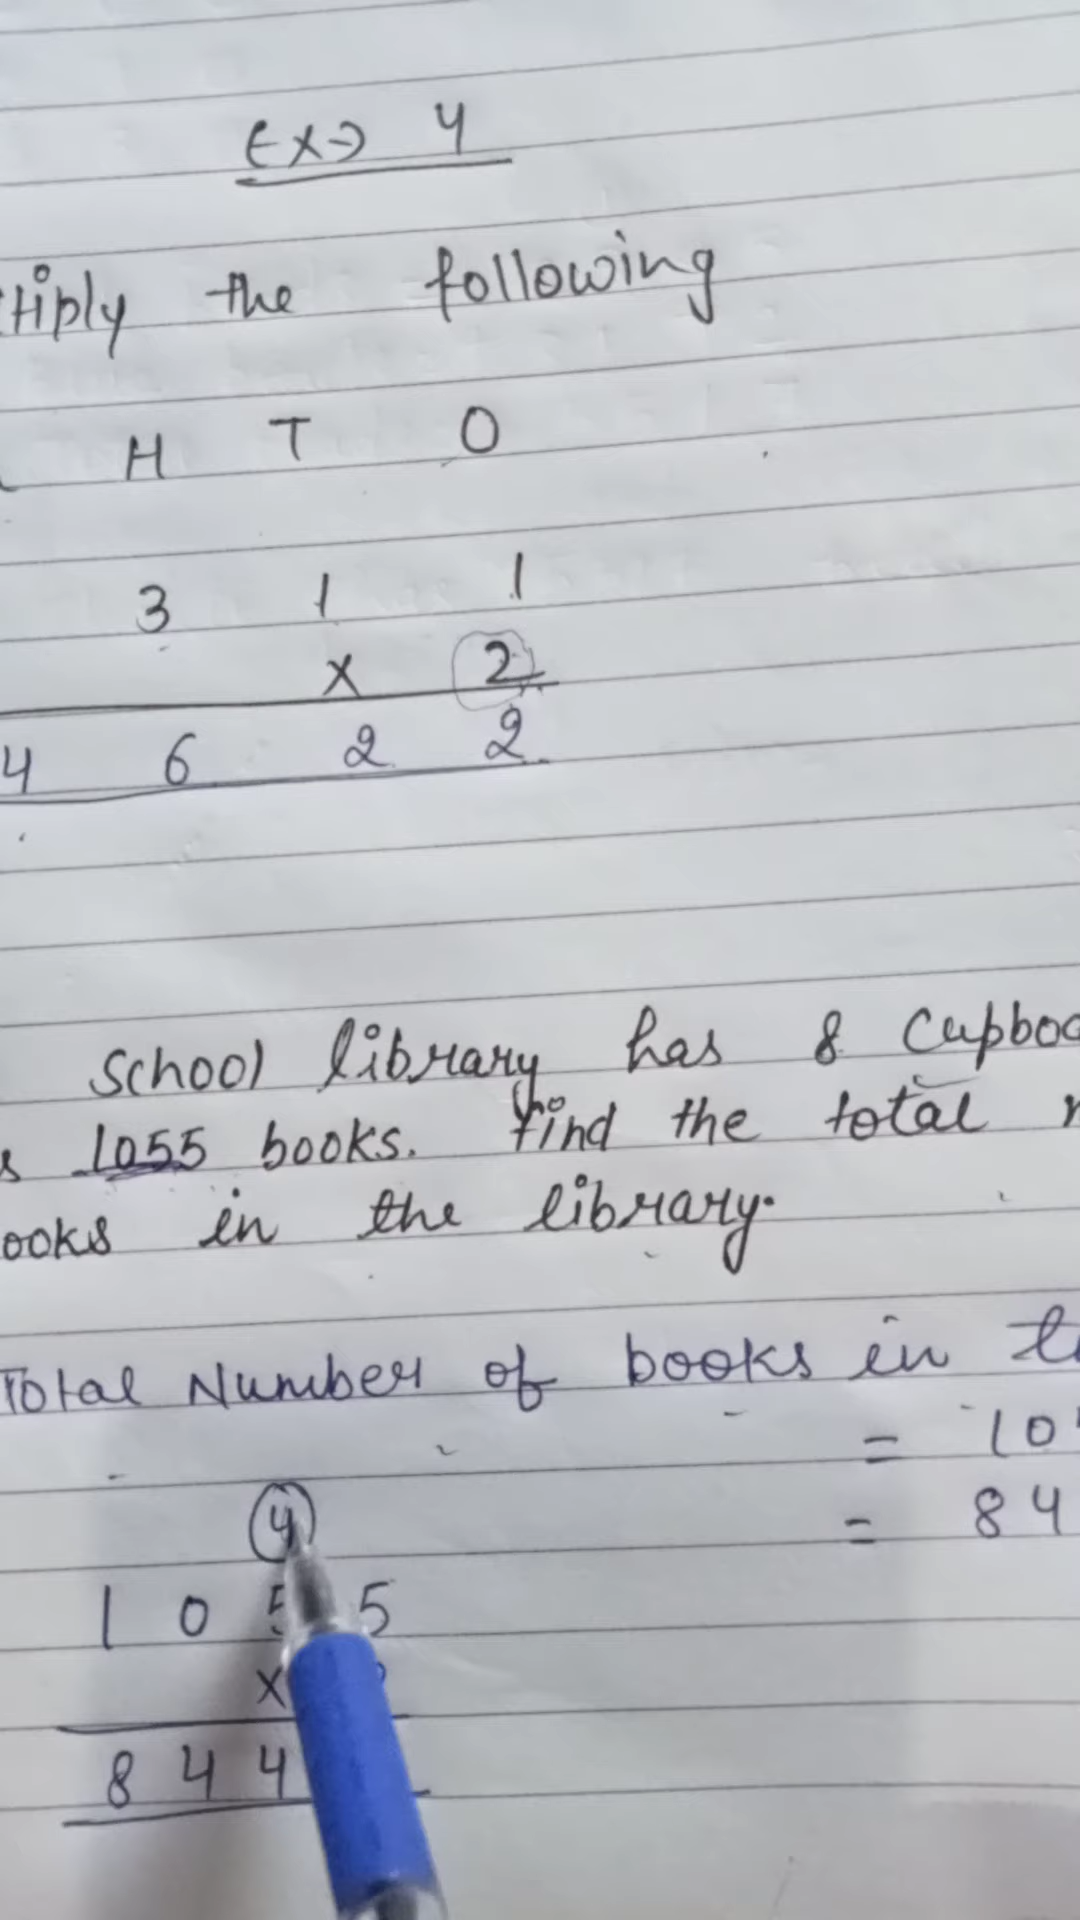 Ex→ 4
tiply the following
H T O
3 1 1
x 2
4 6 2 2
School library has 8 Cupboa
s 1055 books. find the total n
ooks in the library.
Total Number of books in t
= 10
4
= 84
1 0 5 5
x
8 4 4